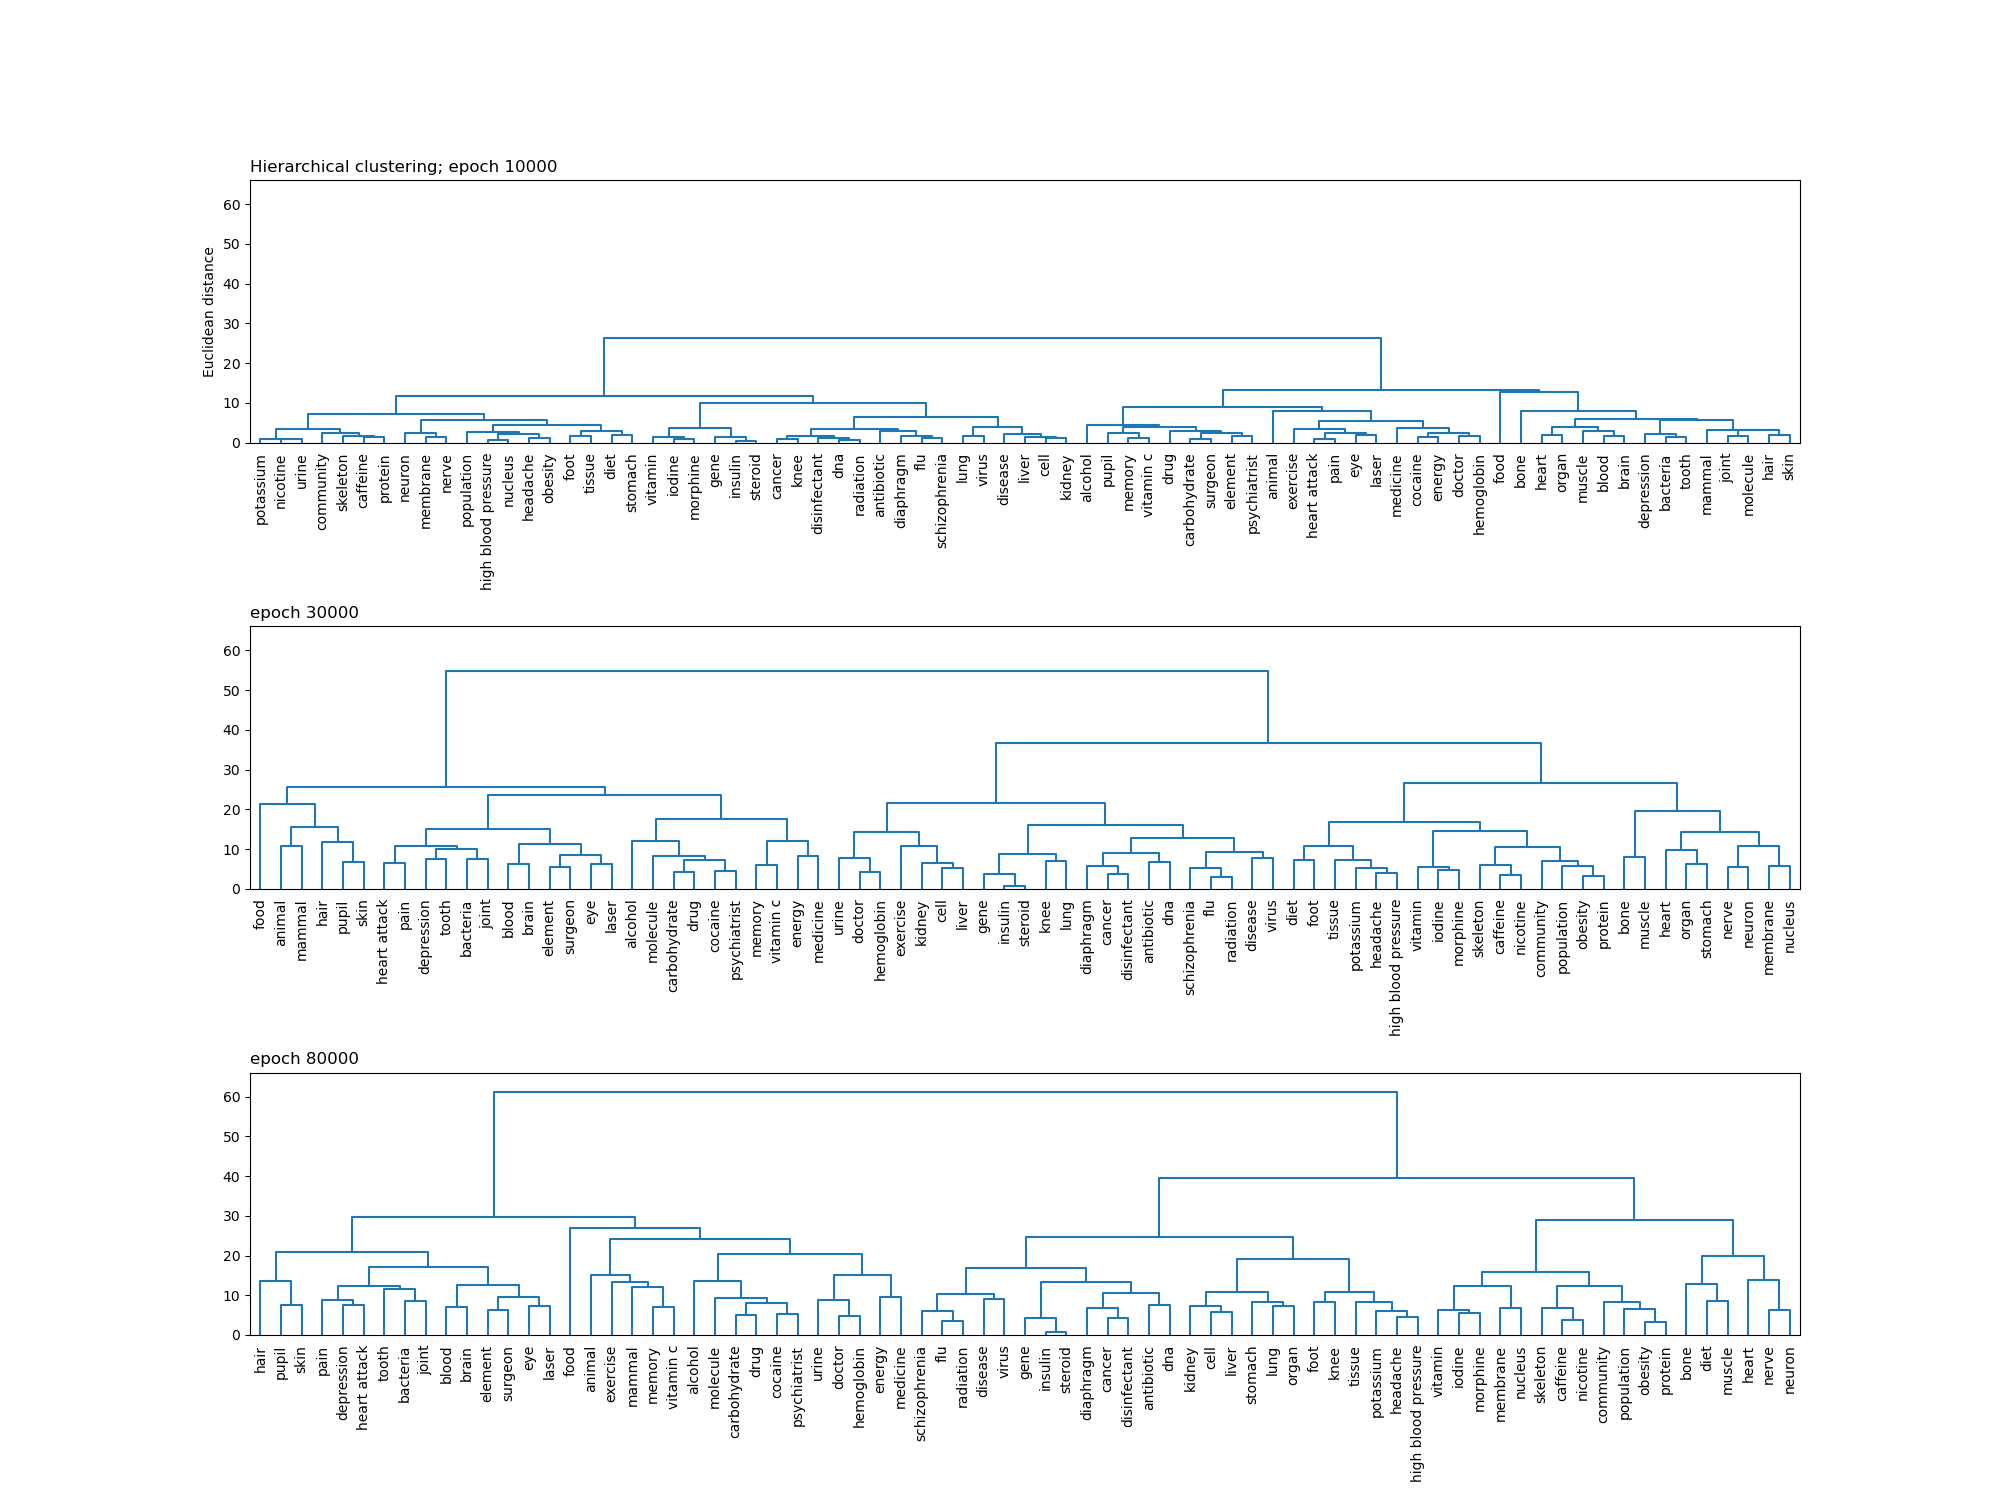 Hierarchical clustering; epoch 10000
Euclidean distance
60
50
40
30
20
10
0
potassium
nicotine
urine
community
skeleton
caffeine
protein
neuron
membrane
nerve
population
high blood pressure
nucleus
headache
obesity
foot
tissue
diet
stomach
vitamin
iodine
morphine
gene
insulin
steroid
cancer
knee
disinfectant
dna
radiation
antibiotic
diaphragm
flu
schizophrenia
lung
virus
disease
liver
cell
kidney
alcohol
pupil
memory
vitamin c
drug
carbohydrate
surgeon
element
psychiatrist
animal
exercise
heart attack
pain
eye
laser
medicine
cocaine
energy
doctor
hemoglobin
food
bone
heart
organ
muscle
blood
brain
depression
bacteria
tooth
mammal
joint
molecule
hair
skin
epoch 30000
60
50
40
30
20
10
0
food
animal
mammal
hair
pupil
skin
heart attack
pain
depression
tooth
bacteria
joint
blood
brain
element
surgeon
eye
laser
alcohol
molecule
carbohydrate
drug
cocaine
psychiatrist
memory
vitamin c
energy
medicine
urine
doctor
hemoglobin
exercise
kidney
cell
liver
gene
insulin
steroid
knee
lung
diaphragm
cancer
disinfectant
antibiotic
dna
schizophrenia
flu
radiation
disease
virus
diet
foot
tissue
potassium
headache
high blood pressure
vitamin
iodine
morphine
skeleton
caffeine
nicotine
community
population
obesity
protein
bone
muscle
heart
organ
stomach
nerve
neuron
membrane
nucleus
epoch 80000
60
50
40
30
20
10
0
hair
pupil
skin
pain
depression
heart attack
tooth
bacteria
joint
blood
brain
element
surgeon
eye
laser
food
animal
exercise
mammal
memory
vitamin c
alcohol
molecule
carbohydrate
drug
cocaine
psychiatrist
urine
doctor
hemoglobin
energy
medicine
schizophrenia
flu
radiation
disease
virus
gene
insulin
steroid
diaphragm
cancer
disinfectant
antibiotic
dna
kidney
cell
liver
stomach
lung
organ
foot
knee
tissue
potassium
headache
high blood pressure
vitamin
iodine
morphine
membrane
nucleus
skeleton
caffeine
nicotine
community
population
obesity
protein
bone
diet
muscle
heart
nerve
neuron